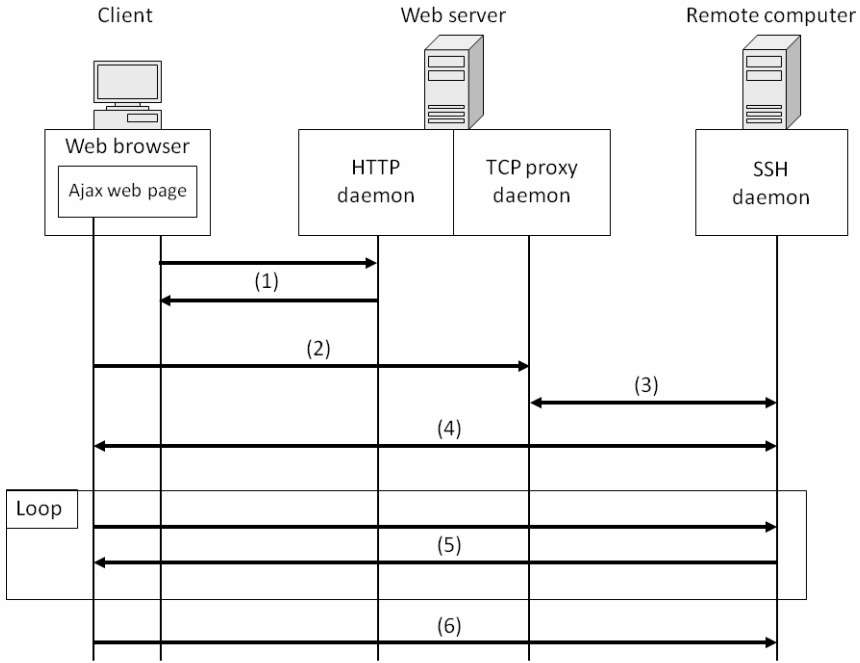 Client
Web server
Remote computer
Web browser
Ajax web page
HTTP
daemon
TCP proxy
daemon
SSH
daemon
(1)
(2)
(3)
(4)
Loop
(5)
(6)